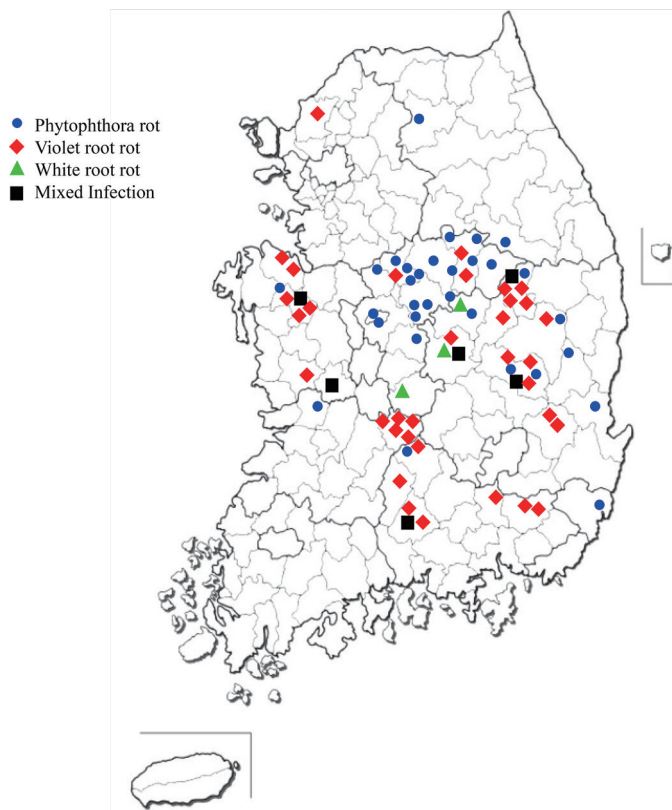 Phytophthora rot
Violet root rot
White root rot
Mixed Infection